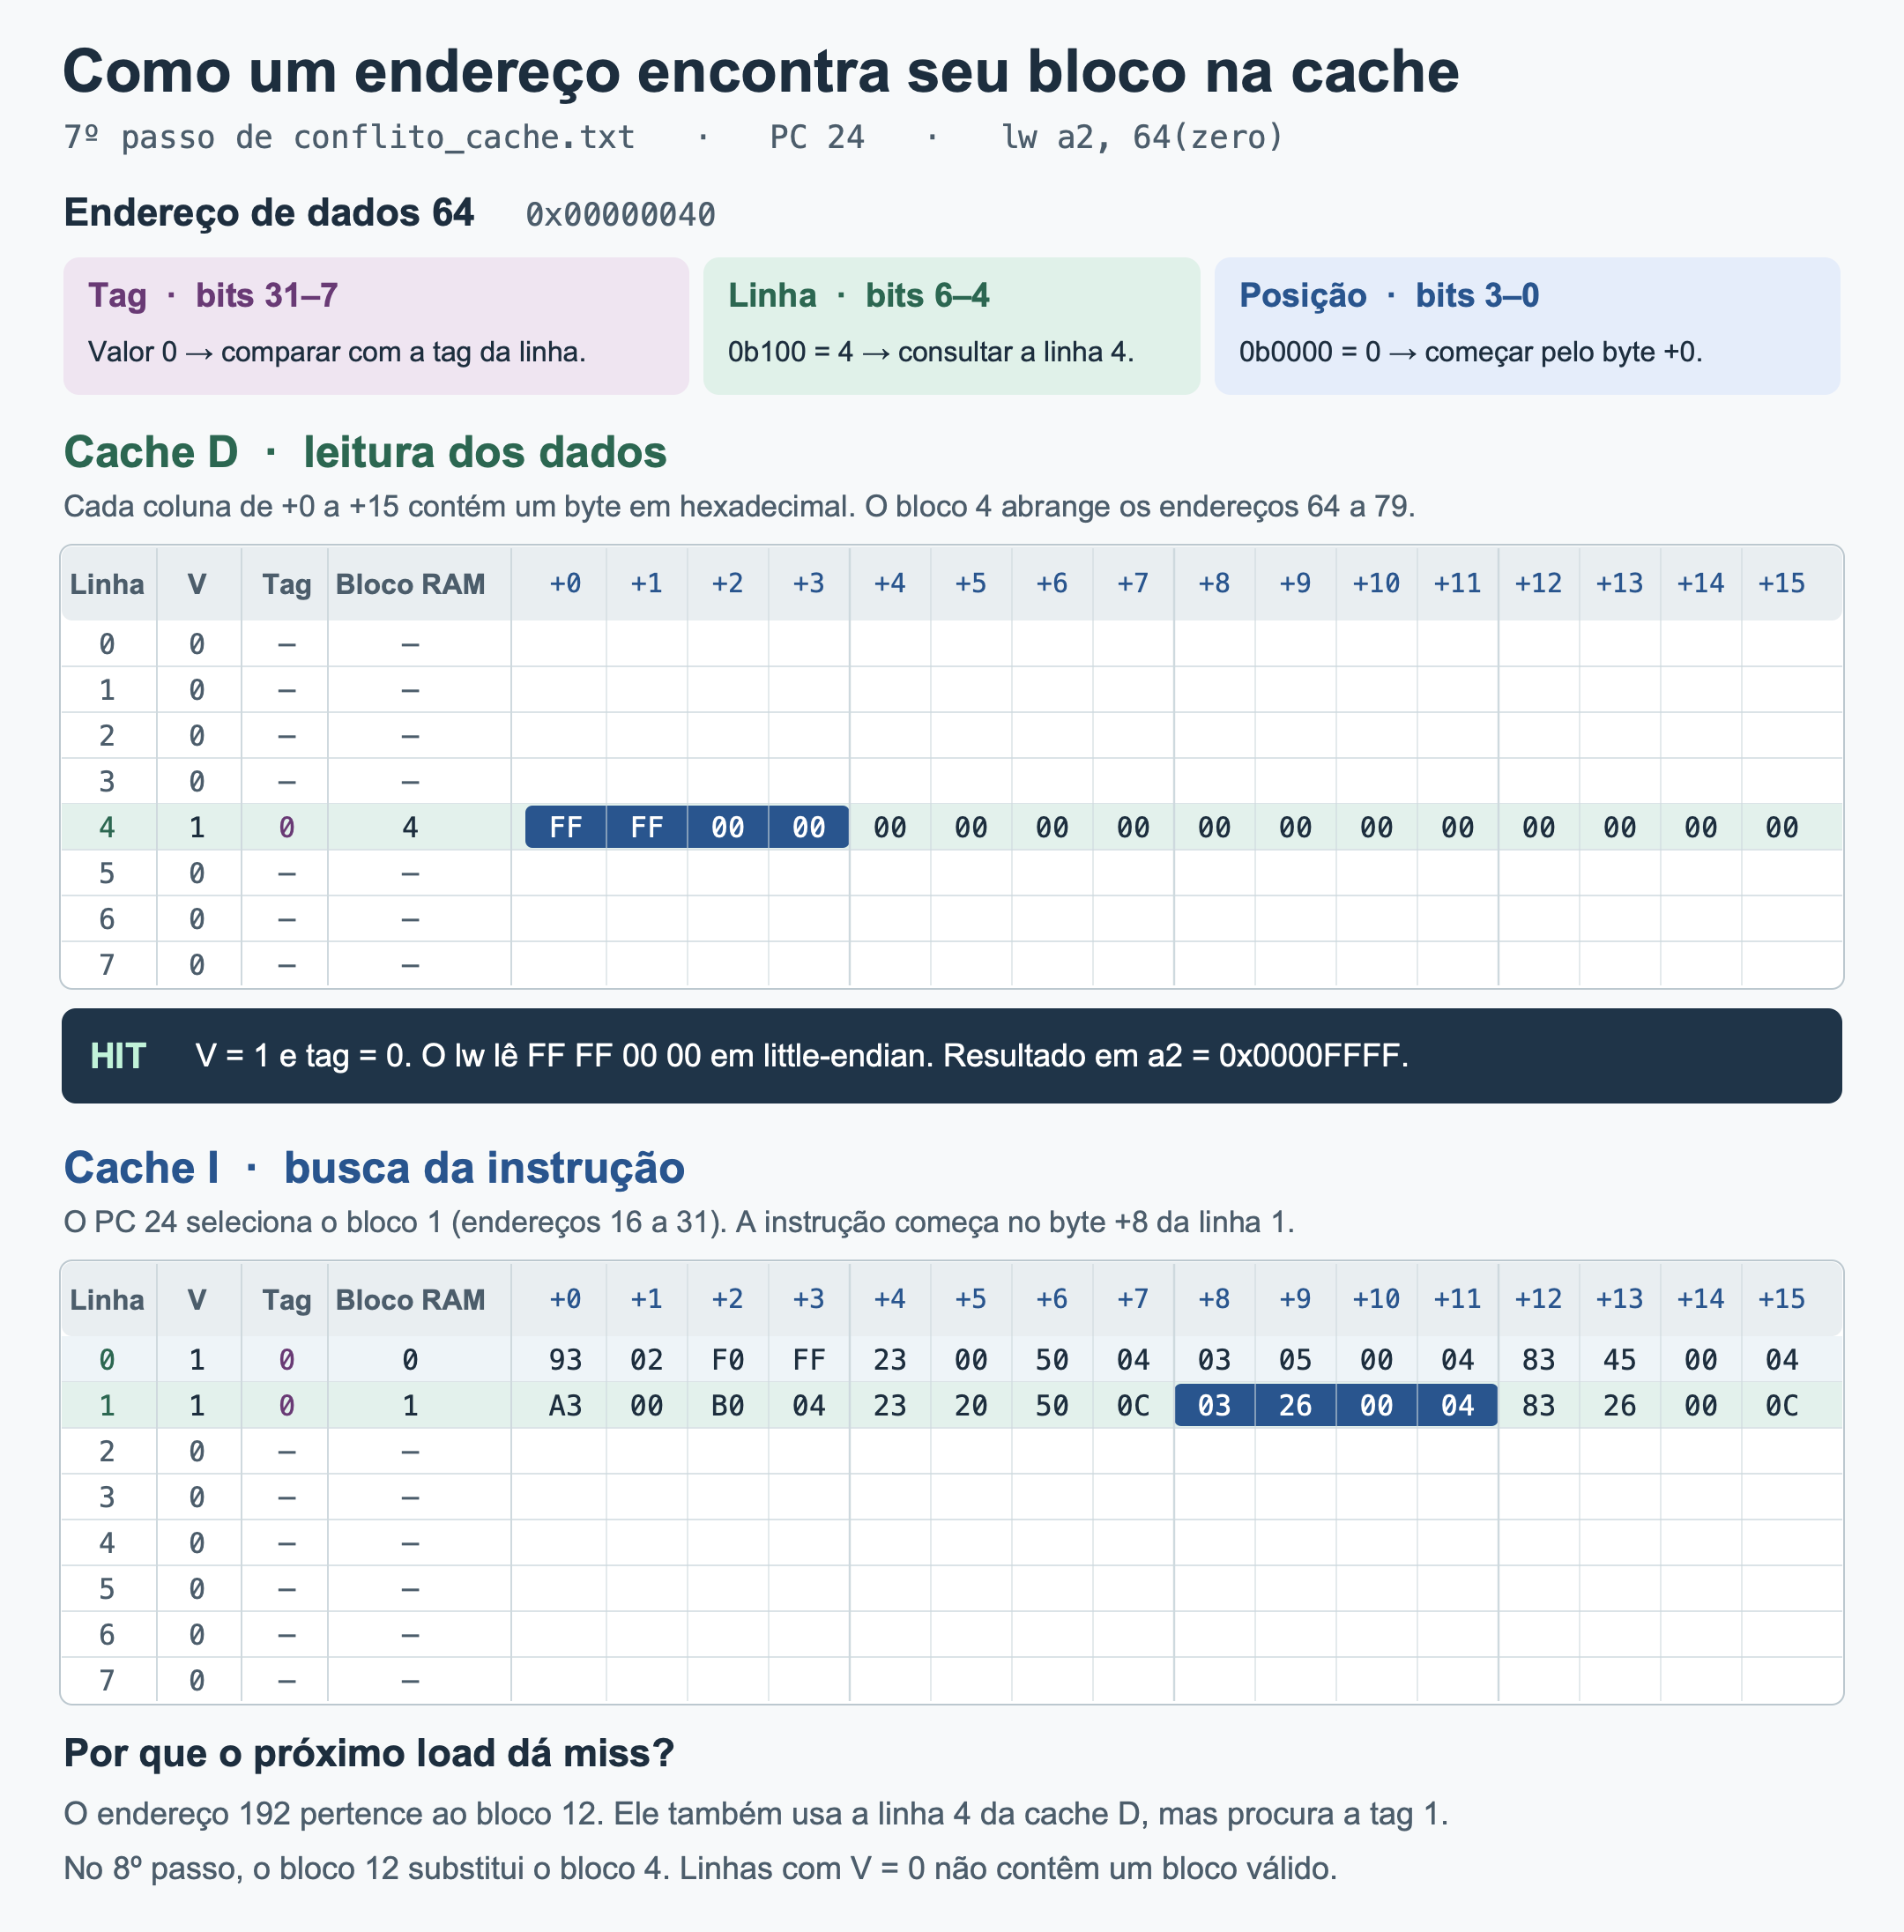 Como um endereço encontra seu bloco na cache
7º passo de conflito_cache.txt · PC 24 · lw a2, 64(zero)
Endereço de dados 64 0x00000040
Tag · bits 31–7
Valor 0 → comparar com a tag da linha.
Linha · bits 6–4
0b100 = 4 → consultar a linha 4.
Posição · bits 3–0
0b0000 = 0 → começar pelo byte +0.
Cache D · leitura dos dados
Cada coluna de +0 a +15 contém um byte em hexadecimal. O bloco 4 abrange os endereços 64 a 79.
Linha V Tag Bloco RAM +0 +1 +2 +3 +4 +5 +6 +7 +8 +9 +10 +11 +12 +13 +14 +15
0 0 — —
1 0 — —
2 0 — —
3 0 — —
4 1 0 4 FF FF 00 00 00 00 00 00 00 00 00 00 00 00 00 00
5 0 — —
6 0 — —
7 0 — —
HIT V = 1 e tag = 0. O lw lê FF FF 00 00 em little-endian. Resultado em a2 = 0x0000FFFF.
Cache I · busca da instrução
O PC 24 seleciona o bloco 1 (endereços 16 a 31). A instrução começa no byte +8 da linha 1.
Linha V Tag Bloco RAM +0 +1 +2 +3 +4 +5 +6 +7 +8 +9 +10 +11 +12 +13 +14 +15
0 1 0 0 93 02 F0 FF 23 00 50 04 03 05 00 04 83 45 00 04
1 1 0 1 A3 00 B0 04 23 20 50 0C 03 26 00 04 83 26 00 0C
2 0 — —
3 0 — —
4 0 — —
5 0 — —
6 0 — —
7 0 — —
Por que o próximo load dá miss?
O endereço 192 pertence ao bloco 12. Ele também usa a linha 4 da cache D, mas procura a tag 1.
No 8º passo, o bloco 12 substitui o bloco 4. Linhas com V = 0 não contêm um bloco válido.